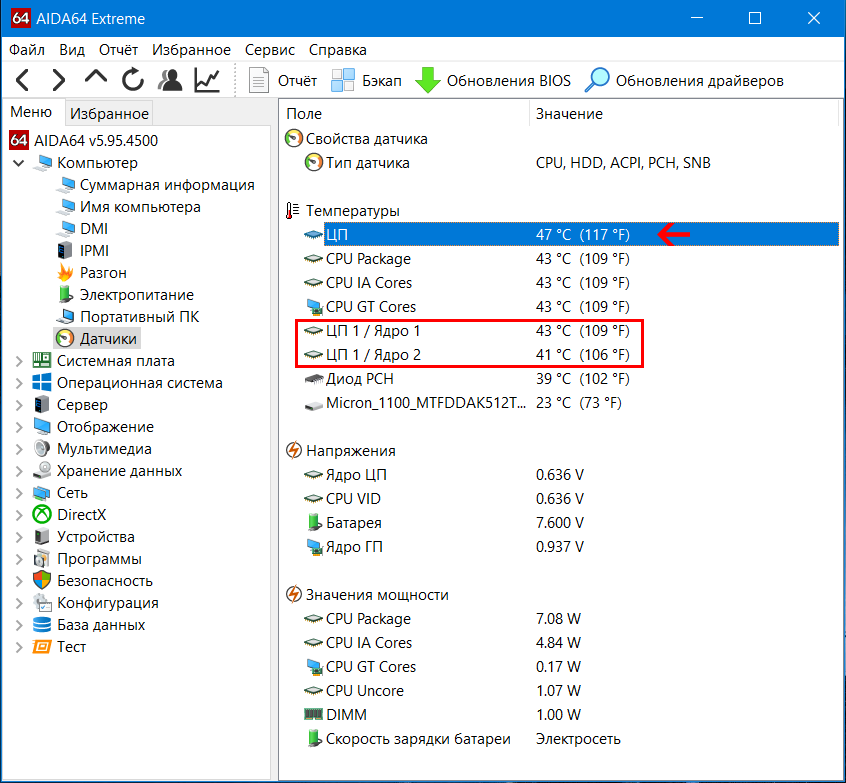 64 AIDA64 Extreme
Файл Вид Отчёт Избранное Сервис Справка
Отчёт Бэкап Обновления BIOS Обновления драйверов
Меню Избранное
64 AIDA64 v5.95.4500
Компьютер
Суммарная информация
Имя компьютера
DMI
IPMI
Разгон
Электропитание
Портативный ПК
Датчики
Системная плата
Операционная система
Сервер
Отображение
Мультимедиа
Хранение данных
Сеть
DirectX
Устройства
Программы
Безопасность
Конфигурация
База данных
Тест
Поле Значение
Свойства датчика
Тип датчика CPU, HDD, ACPI, PCH, SNB
Температуры
ЦП 47 °C (117 °F)
CPU Package 43 °C (109 °F)
CPU IA Cores 43 °C (109 °F)
CPU GT Cores 43 °C (109 °F)
ЦП 1 / Ядро 1 43 °C (109 °F)
ЦП 1 / Ядро 2 41 °C (106 °F)
Диод PCH 39 °C (102 °F)
Micron_1100_MTFDDAK512T... 23 °C (73 °F)
Напряжения
Ядро ЦП 0.636 V
CPU VID 0.636 V
Батарея 7.600 V
Ядро ГП 0.937 V
Значения мощности
CPU Package 7.08 W
CPU IA Cores 4.84 W
CPU GT Cores 0.17 W
CPU Uncore 1.07 W
DIMM 1.00 W
Скорость зарядки батареи Электросеть